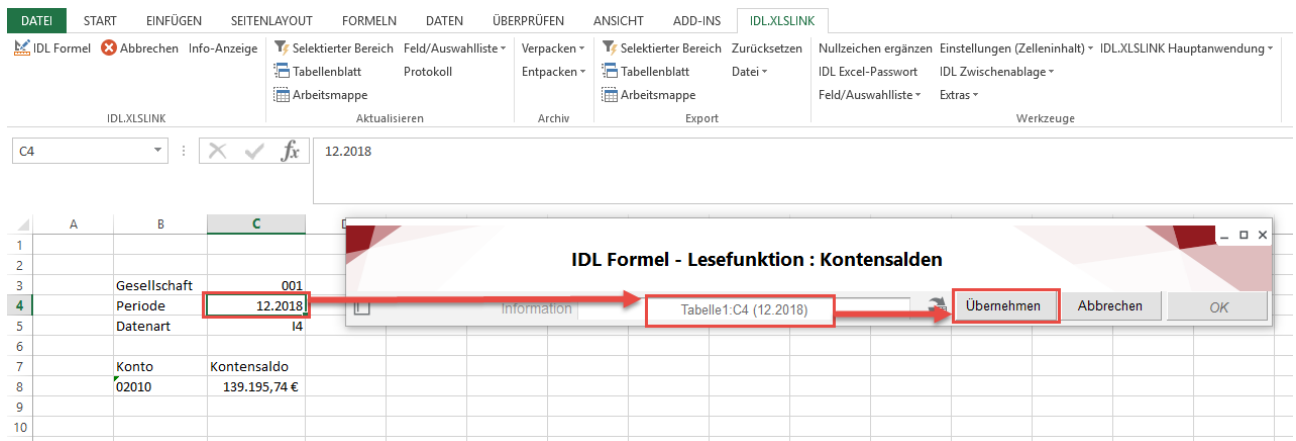 DATEI START EINFÜGEN SEITENLAYOUT FORMELN DATEN ÜBERPRÜFEN ANSICHT ADD-INS IDL.XLSLINK
IDL Formel Abbrechen Info-Anzeige Selektierter Bereich Feld/Auswahlliste Verpacken Selektierter Bereich Zurücksetzen Nullzeichen ergänzen Einstellungen (Zelleninhalt) IDL.XLSLINK Hauptanwendung
Tabellenblatt Protokoll Entpacken Tabellenblatt Datei IDL Excel-Passwort IDL Zwischenablage
Arbeitsmappe Arbeitsmappe Feld/Auswahlliste Extras
IDL.XLSLINK Aktualisieren Archiv Export Werkzeuge
C4 fx 12.2018
A B C
1
IDL Formel - Lesefunktion : Kontensalden
2
3 Gesellschaft 001
4 Periode 12.2018 Information Tabelle1:C4 (12.2018) Übernehmen Abbrechen OK
5 Datenart I4
6
7 Konto Kontensaldo
8 02010 139.195,74 €
9
10